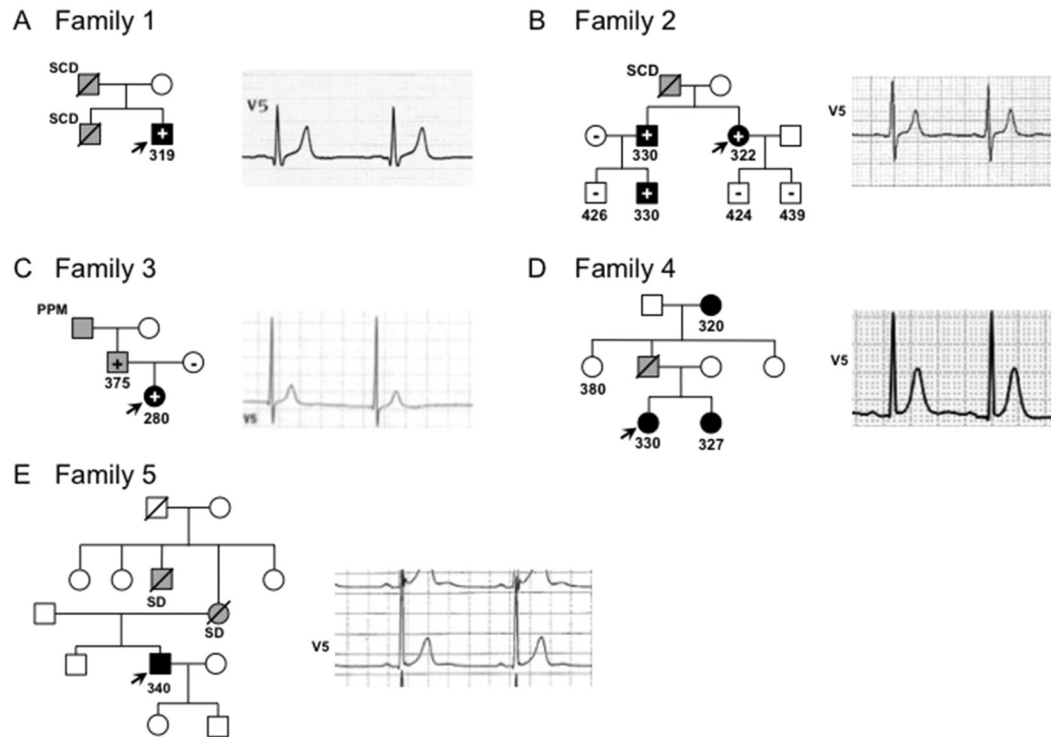 A Family 1
SCD
SCD
+
319
V5
B Family 2
SCD
- + +
330 322
- + - -
426 330 424 439
V5
C Family 3
PPM
+ -
375
+
280
V5
D Family 4
320
380
330 327
V5
E Family 5
SD
SD
340
V5